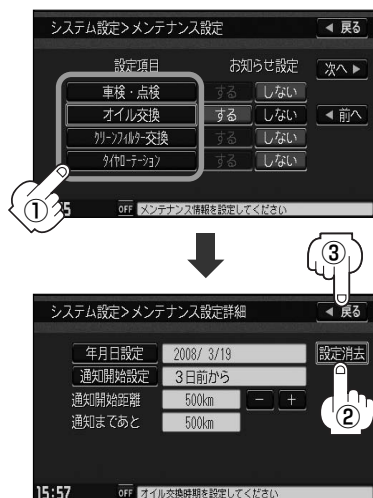 システム設定>メンテナンス設定 ◀ 戻る
設定項目 お知らせ設定 次へ ▶
車検・点検 する しない
オイル交換 する しない ◀ 前へ
クリーンフィルター交換 する しない
タイヤローテーション する しない
① 5 OFF メンテナンス情報を設定してください
③
システム設定>メンテナンス設定詳細 ◀ 戻る
年月日設定 2008/ 3/19 設定消去
通知開始設定 3日前から
通知開始距離 500km － ＋
通知まであと 500km ②
15:57 OFF オイル交換時期を設定してください